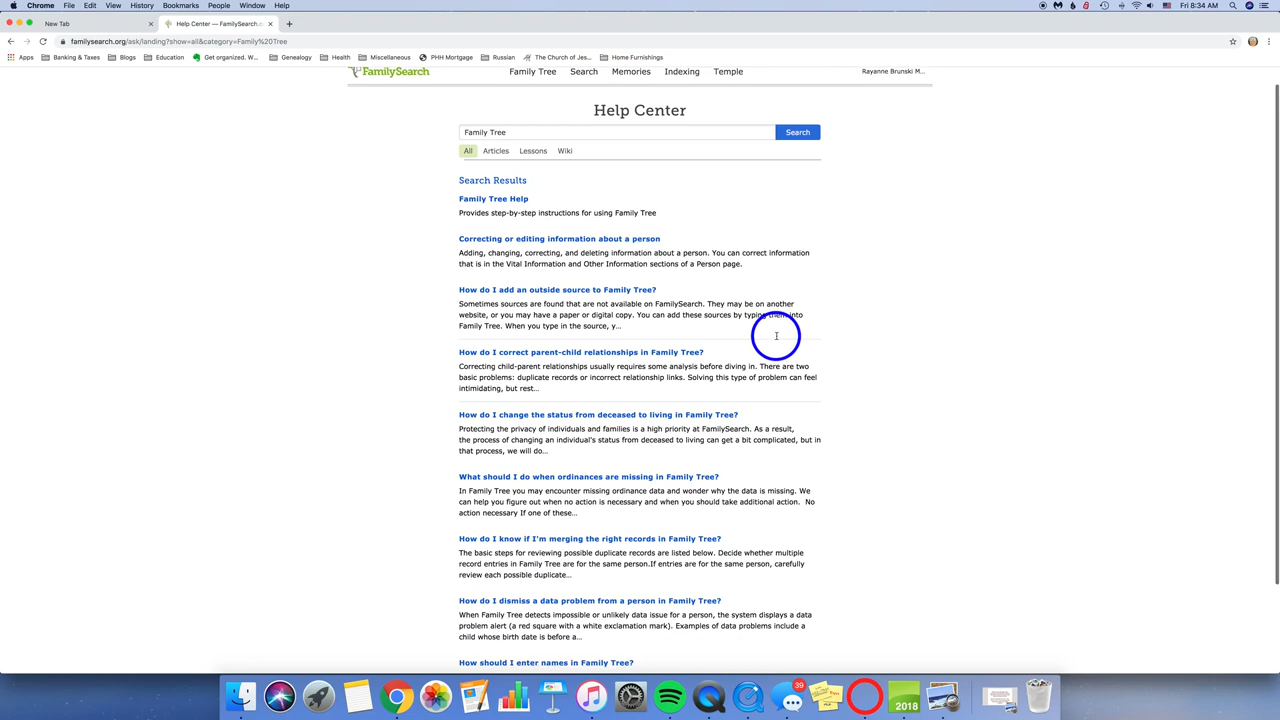 Chrome File Edit View History Bookmarks People Window Help Fri 8:34 AM
New Tab Help Center — FamilySearch.o
familysearch.org/ask/landing?show=all&category=Family%20Tree
Apps Banking & Taxes Blogs Education Get organized. W... Genealogy Health Miscellaneous PHH Mortgage Russian The Church of Jes... Home Furnishings
FamilySearch Family Tree Search Memories Indexing Temple Rayanne Brunski M...
Help Center
Family Tree Search
All Articles Lessons Wiki
Search Results
Family Tree Help
Provides step-by-step instructions for using Family Tree
Correcting or editing information about a person
Adding, changing, correcting, and deleting information about a person. You can correct information
that is in the Vital Information and Other Information sections of a Person page.
How do I add an outside source to Family Tree?
Sometimes sources are found that are not available on FamilySearch. They may be on another
website, or you may have a paper or digital copy. You can add these sources by typing them into
Family Tree. When you type in the source, y...
How do I correct parent-child relationships in Family Tree?
Correcting child-parent relationships usually requires some analysis before diving in. There are two
basic problems: duplicate records or incorrect relationship links. Solving this type of problem can feel
intimidating, but rest...
How do I change the status from deceased to living in Family Tree?
Protecting the privacy of individuals and families is a high priority at FamilySearch. As a result,
the process of changing an individual's status from deceased to living can get a bit complicated, but in
that process, we will do...
What should I do when ordinances are missing in Family Tree?
In Family Tree you may encounter missing ordinance data and wonder why the data is missing. We
can help you figure out when no action is necessary and when you should take additional action. No
action necessary If one of these...
How do I know if I'm merging the right records in Family Tree?
The basic steps for reviewing possible duplicate records are listed below. Decide whether multiple
record entries in Family Tree are for the same person.If entries are for the same person, carefully
review each possible duplicate...
How do I dismiss a data problem from a person in Family Tree?
When Family Tree detects impossible or unlikely data issue for a person, the system displays a data
problem alert (a red square with a white exclamation mark). Examples of data problems include a
child whose birth date is before a...
How should I enter names in Family Tree?
39
2018